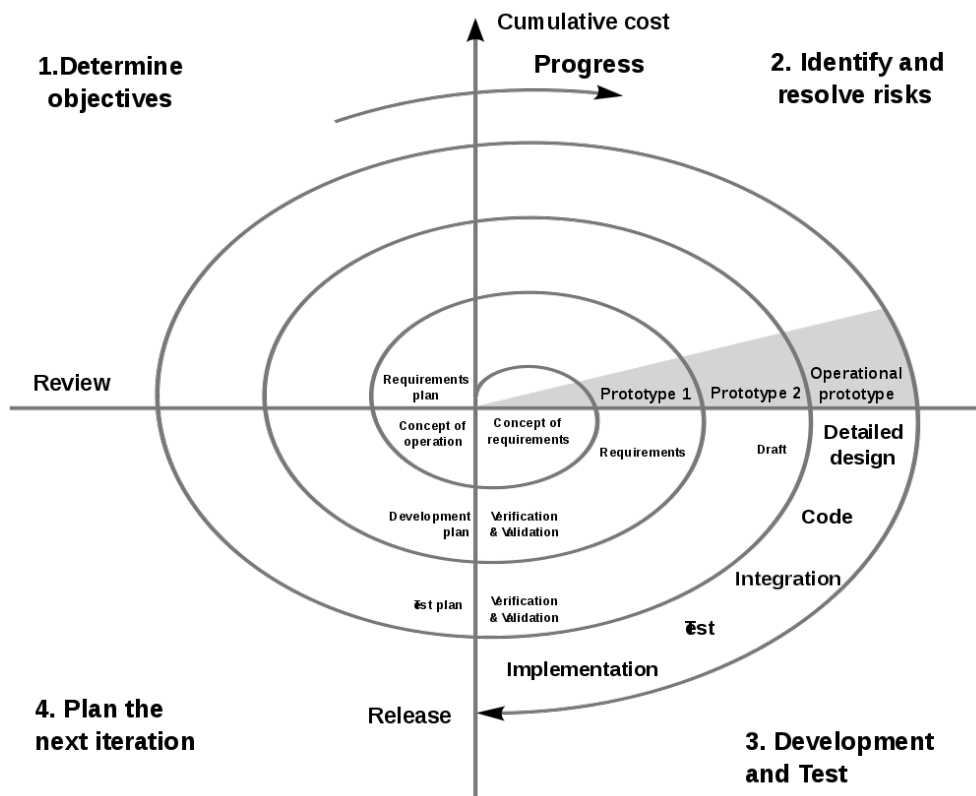 Cumulative cost
1.Determine
objectives
Progress
2. Identify and
resolve risks
Review
Requirements
plan
Prototype 1
Prototype 2
Operational
prototype
Concept of
operation
Concept of
requirements
Requirements
Draft
Detailed
design
Development
plan
Verification
& Validation
Code
Integration
Test plan
Verification
& Validation
Test
Implementation
4. Plan the
next iteration
Release
3. Development
and Test